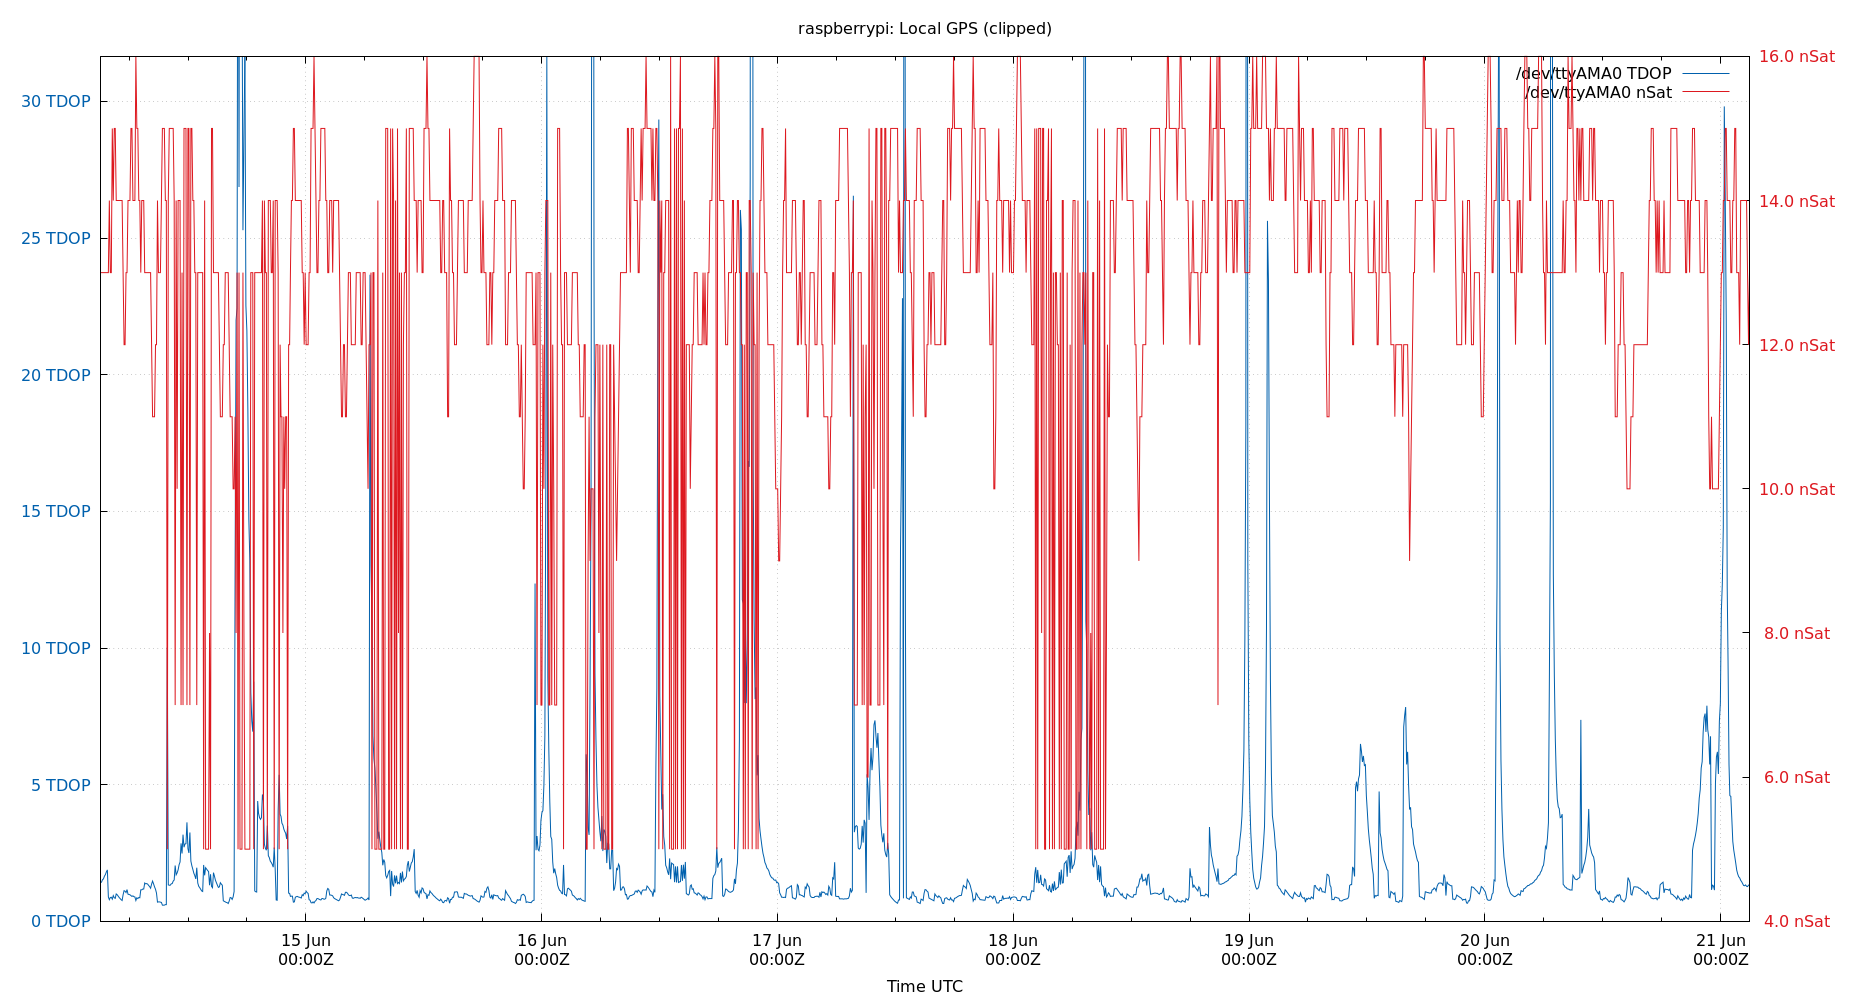 raspberrypi: Local GPS (clipped)
/dev/ttyAMA0 TDOP
/dev/ttyAMA0 nSat
30 TDOP
25 TDOP
20 TDOP
15 TDOP
10 TDOP
5 TDOP
0 TDOP
16.0 nSat
14.0 nSat
12.0 nSat
10.0 nSat
8.0 nSat
6.0 nSat
4.0 nSat
15 Jun
00:00Z
16 Jun
00:00Z
17 Jun
00:00Z
18 Jun
00:00Z
19 Jun
00:00Z
20 Jun
00:00Z
21 Jun
00:00Z
Time UTC